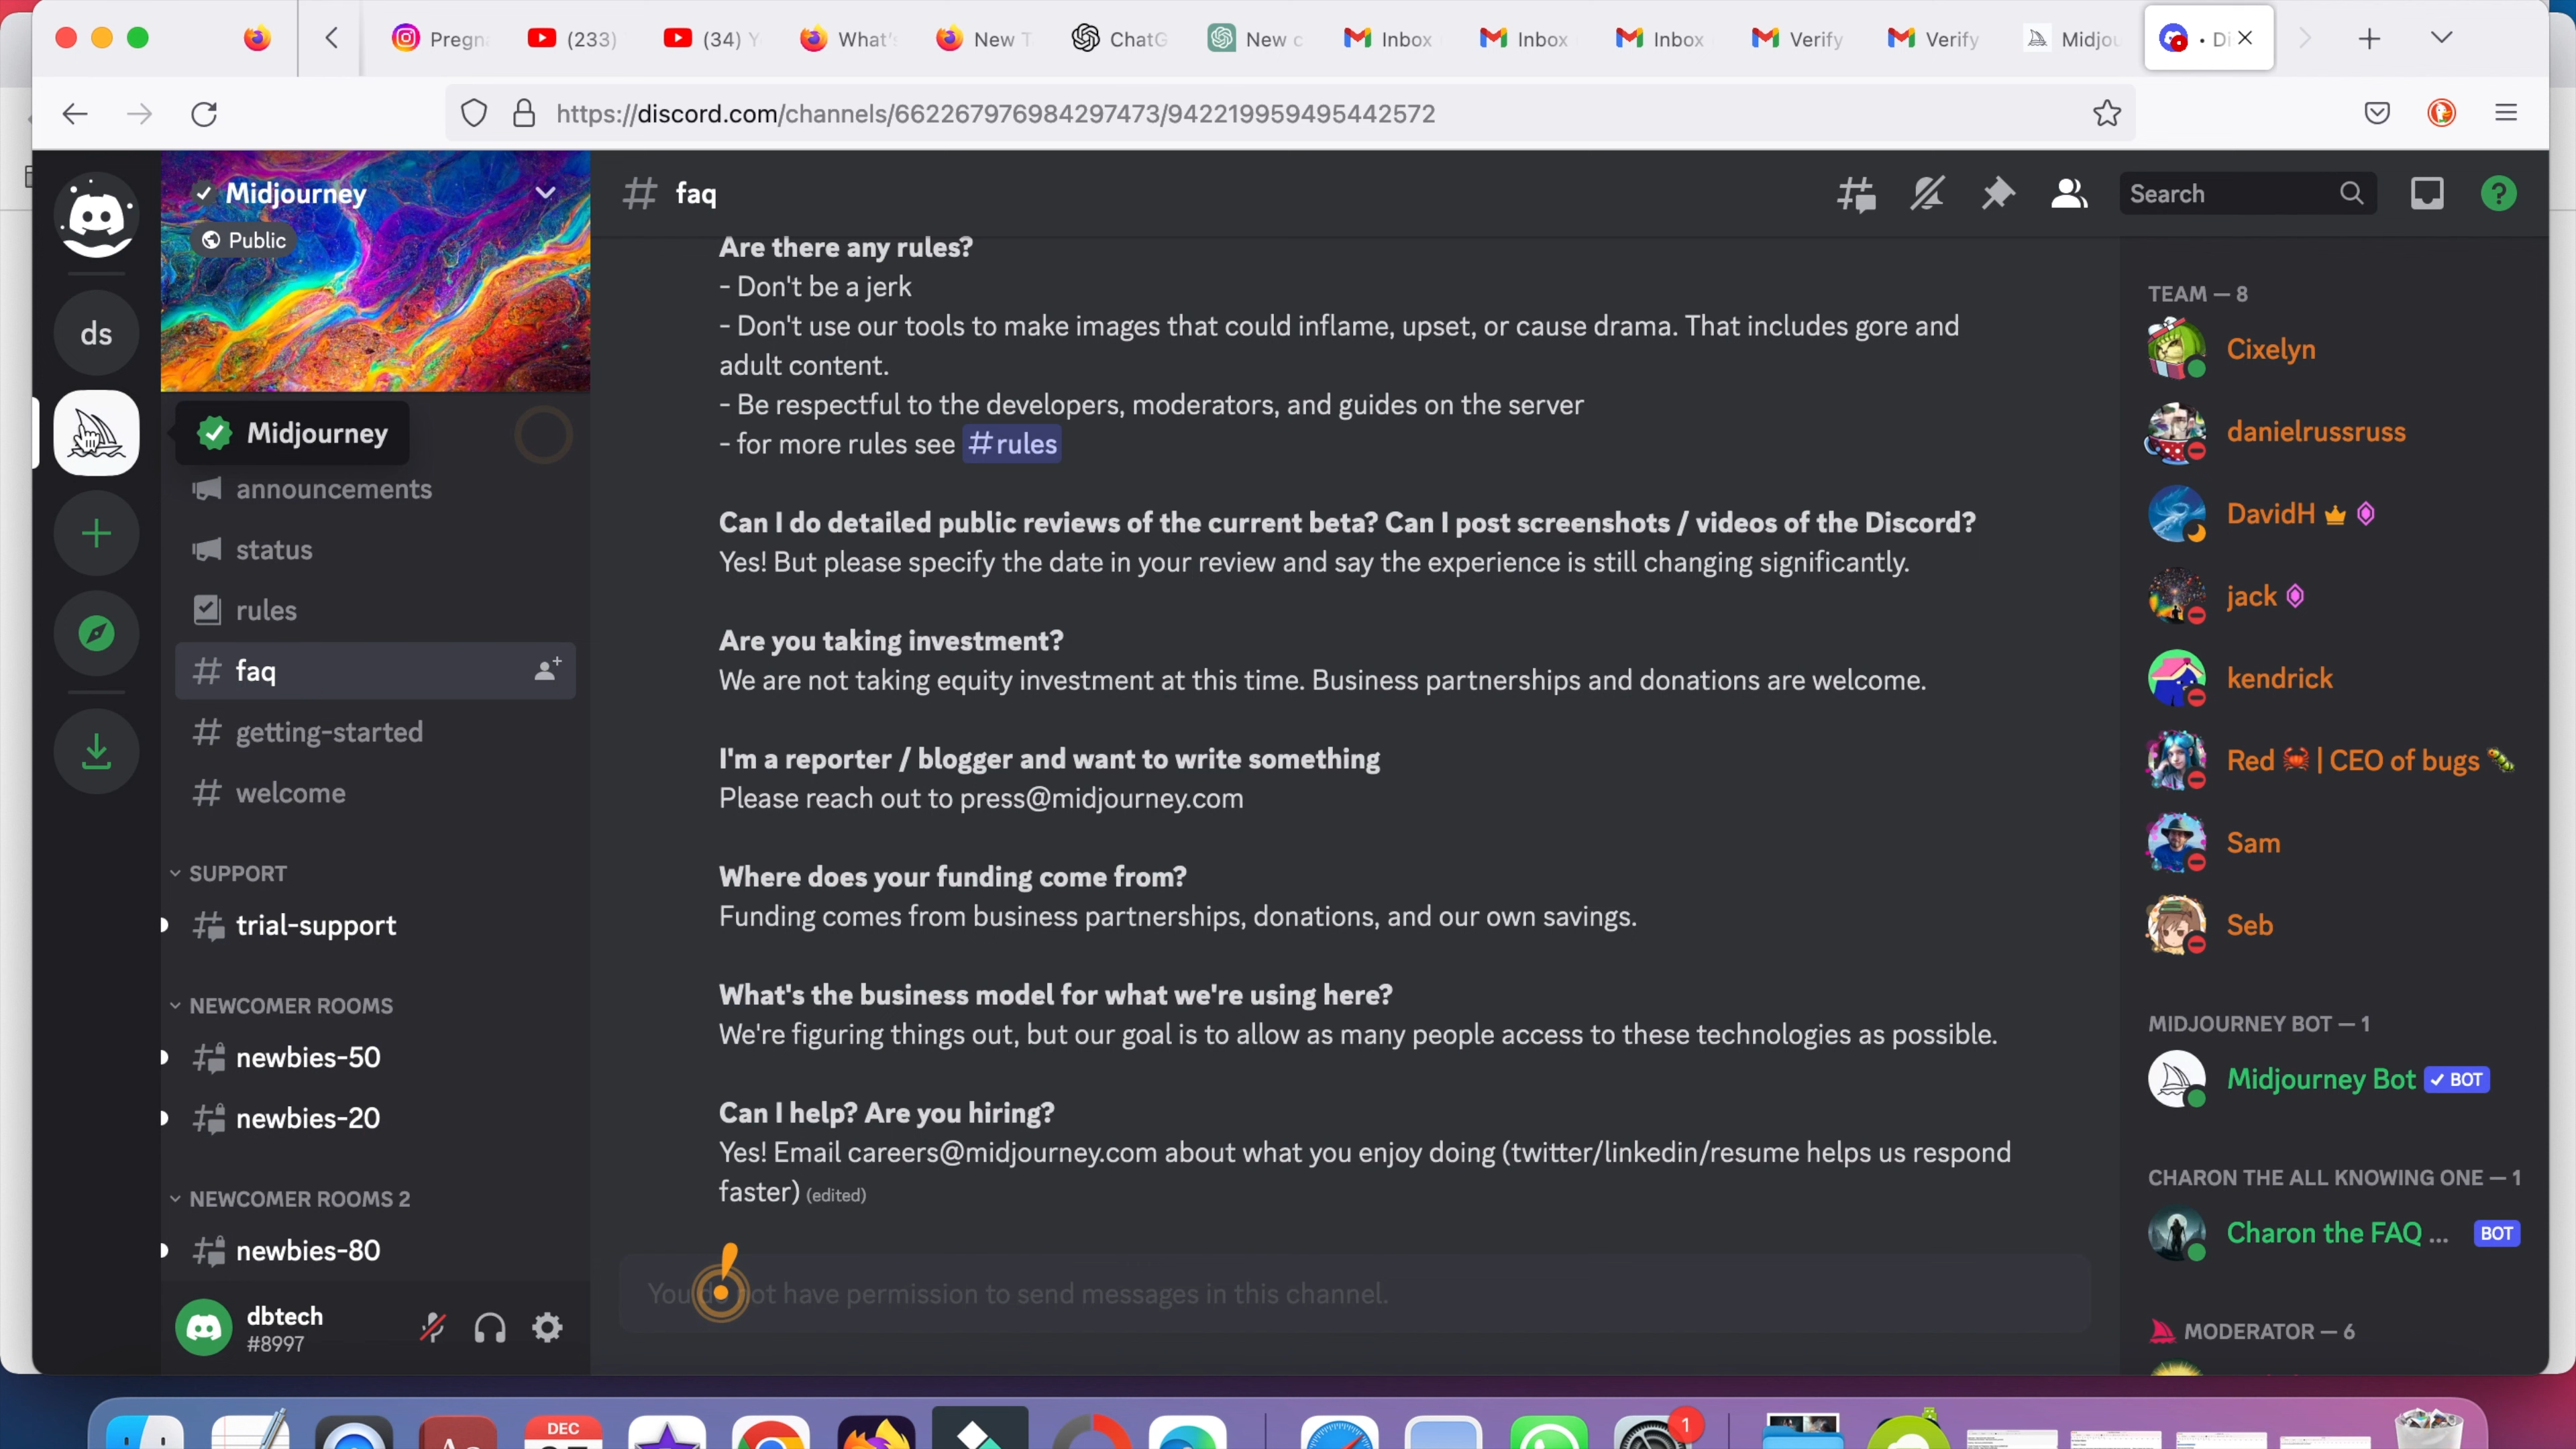 Pregn
(233)
(34) Y
What's
New T
ChatG
New c
Inbox
Inbox
Inbox
Verify
Verify
Midjou
• Di
https://discord.com/channels/662267976984297473/942219959495442572
Midjourney
Public
ds
Midjourney
announcements
status
rules
faq
getting-started
welcome
SUPPORT
trial-support
NEWCOMER ROOMS
newbies-50
newbies-20
NEWCOMER ROOMS 2
newbies-80
dbtech
#8997
# faq
Search
Are there any rules?
- Don't be a jerk
- Don't use our tools to make images that could inflame, upset, or cause drama. That includes gore and
adult content.
- Be respectful to the developers, moderators, and guides on the server
- for more rules see #rules
Can I do detailed public reviews of the current beta? Can I post screenshots / videos of the Discord?
Yes! But please specify the date in your review and say the experience is still changing significantly.
Are you taking investment?
We are not taking equity investment at this time. Business partnerships and donations are welcome.
I'm a reporter / blogger and want to write something
Please reach out to press@midjourney.com
Where does your funding come from?
Funding comes from business partnerships, donations, and our own savings.
What's the business model for what we're using here?
We're figuring things out, but our goal is to allow as many people access to these technologies as possible.
Can I help? Are you hiring?
Yes! Email careers@midjourney.com about what you enjoy doing (twitter/linkedin/resume helps us respond
faster) (edited)
You do not have permission to send messages in this channel.
TEAM — 8
Cixelyn
danielrussruss
DavidH
jack
kendrick
Red 🦀 | CEO of bugs 🐛
Sam
Seb
MIDJOURNEY BOT — 1
Midjourney Bot BOT
CHARON THE ALL KNOWING ONE — 1
Charon the FAQ ... BOT
MODERATOR — 6
DEC
1